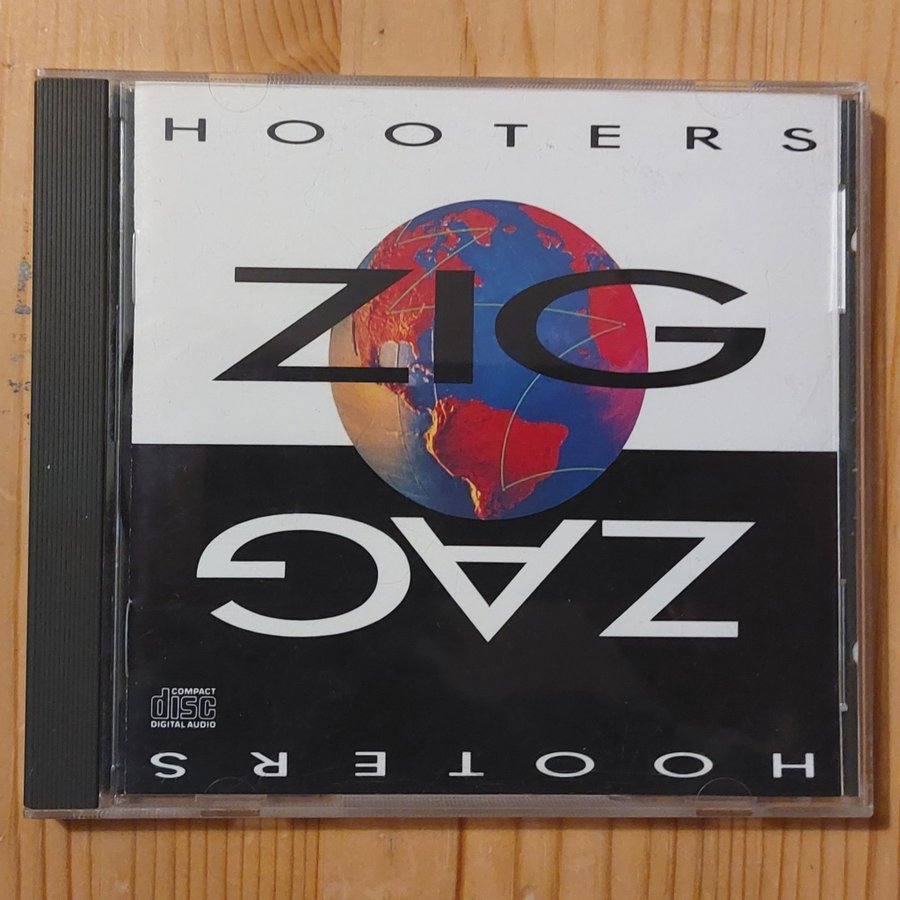 HOOTERS
ZIG
ZAG
COMPACT
disc
DIGITAL AUDIO
HOOTERS